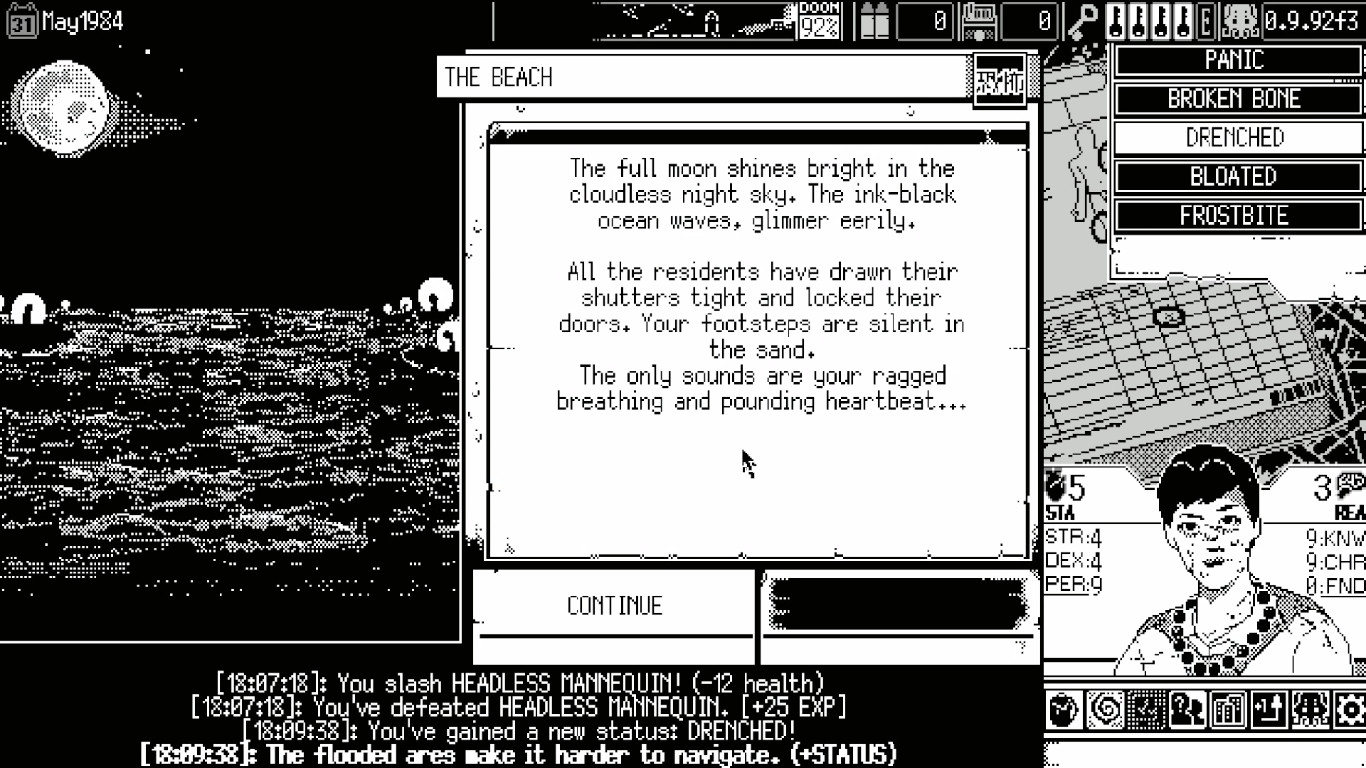 31 May1984
DOON
92%
0
0
E
0.9.92f3
THE BEACH
PANIC
BROKEN BONE
DRENCHED
BLOATED
FROSTBITE
The full moon shines bright in the
cloudless night sky. The ink-black
ocean waves, glimmer eerily.
All the residents have drawn their
shutters tight and locked their
doors. Your footsteps are silent in
the sand.
The only sounds are your ragged
breathing and pounding heartbeat...
CONTINUE
5
STA
3
REA
STR:4
DEX:4
PER:9
9:KNW
9:CHR
0:FND
[18:07:18]: You slash HEADLESS MANNEQUIN! (-12 health)
[18:07:18]: You've defeated HEADLESS MANNEQUIN. [+25 EXP]
[18:09:38]: You've gained a new status: DRENCHED!
[18:09:38]: The flooded ares make it harder to navigate. (+STATUS)